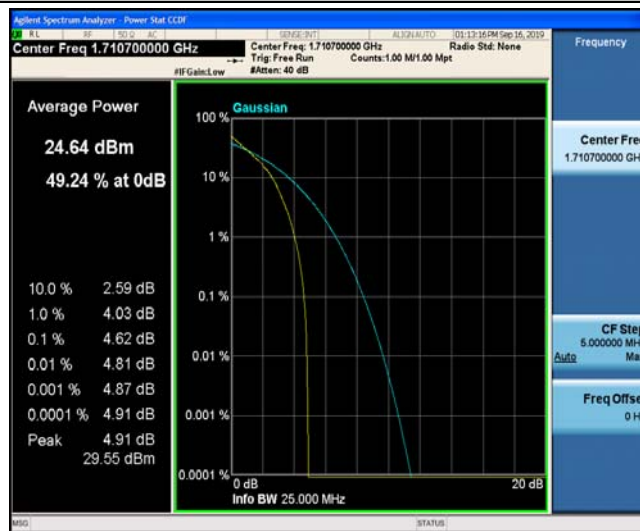 Agilent Spectrum Analyzer - Power Stat CCDF
RL RF 50 Ω AC SENSE:INT ALIGN AUTO 01:13:16 PM Sep 16, 2019
Center Freq 1.710700000 GHz
Center Freq: 1.710700000 GHz Radio Std: None
Trig: Free Run Counts:1.00 M/1.00 Mpt
#IFGain:Low #Atten: 40 dB
Frequency
Average Power
24.64 dBm
49.24 % at 0dB
10.0 % 2.59 dB
1.0 % 4.03 dB
0.1 % 4.62 dB
0.01 % 4.81 dB
0.001 % 4.87 dB
0.0001 % 4.91 dB
Peak 4.91 dB
29.55 dBm
Gaussian
100 %
10 %
1 %
0.1 %
0.01 %
0.001 %
0.0001 %
0 dB 20 dB
Info BW 25.000 MHz
Center Fre
1.710700000 GH
CF Step
5.000000 MH
Auto Ma
Freq Offse
0 H
MSG STATUS